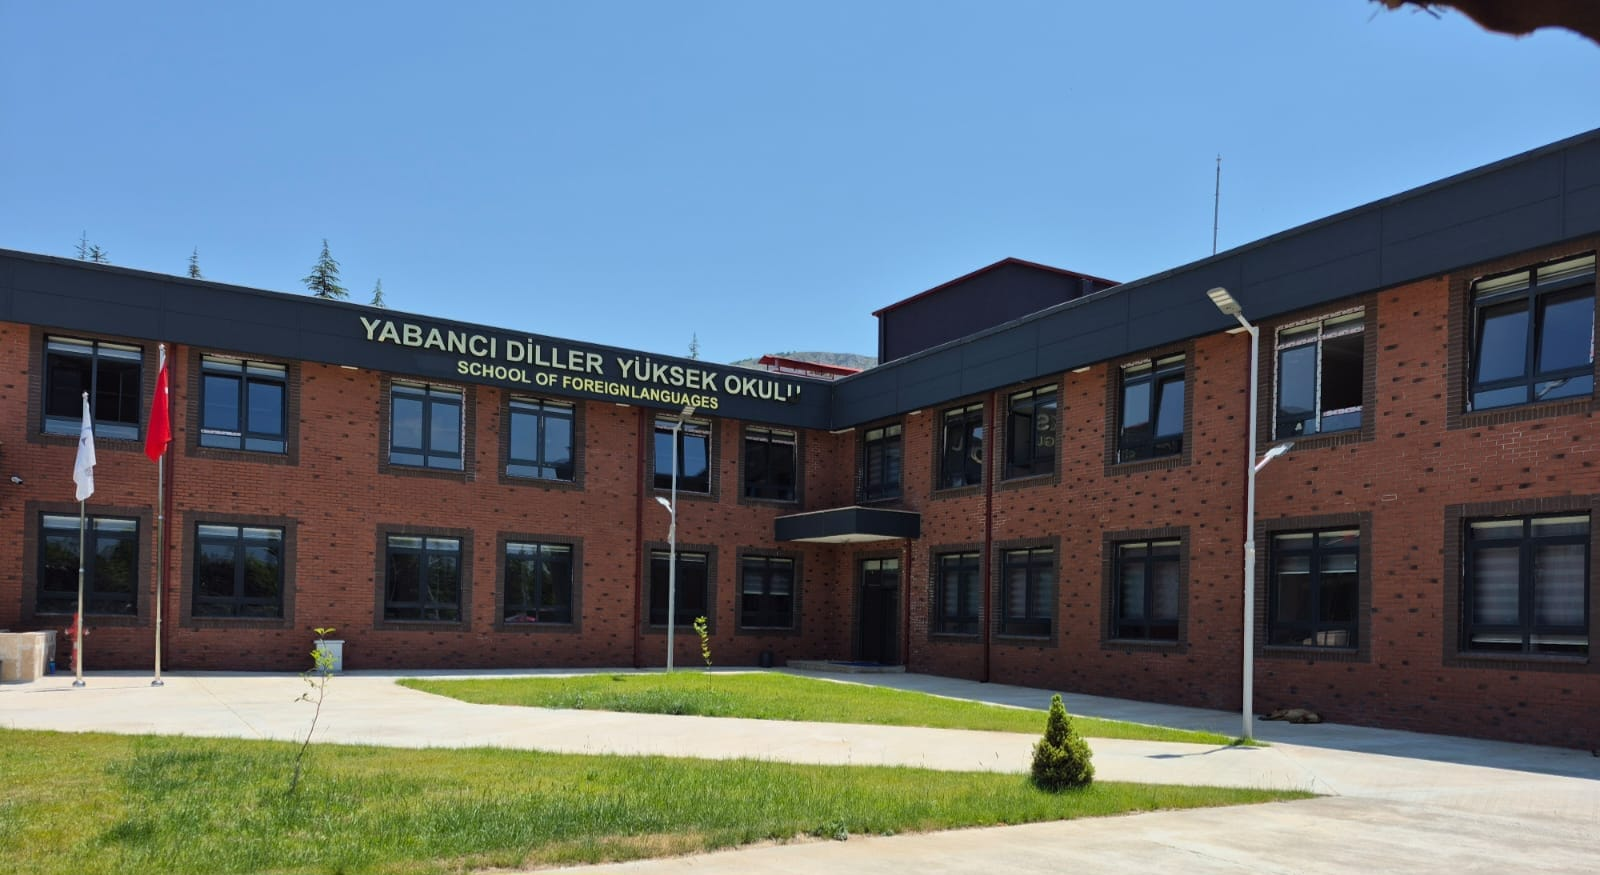 YABANCI DİLLER YÜKSEK OKULU
SCHOOL OF FOREIGNLANGUAGES